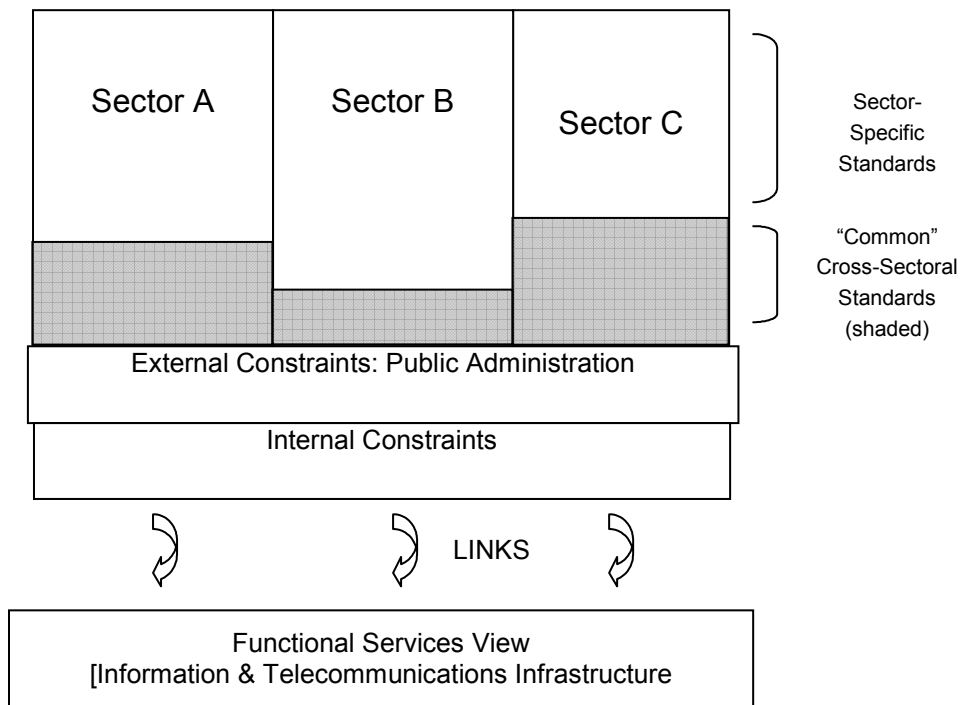 Sector A
Sector B
Sector C
Sector-
Specific
Standards
“Common”
Cross-Sectoral
Standards
(shaded)
External Constraints: Public Administration
Internal Constraints
LINKS
Functional Services View
[Information & Telecommunications Infrastructure